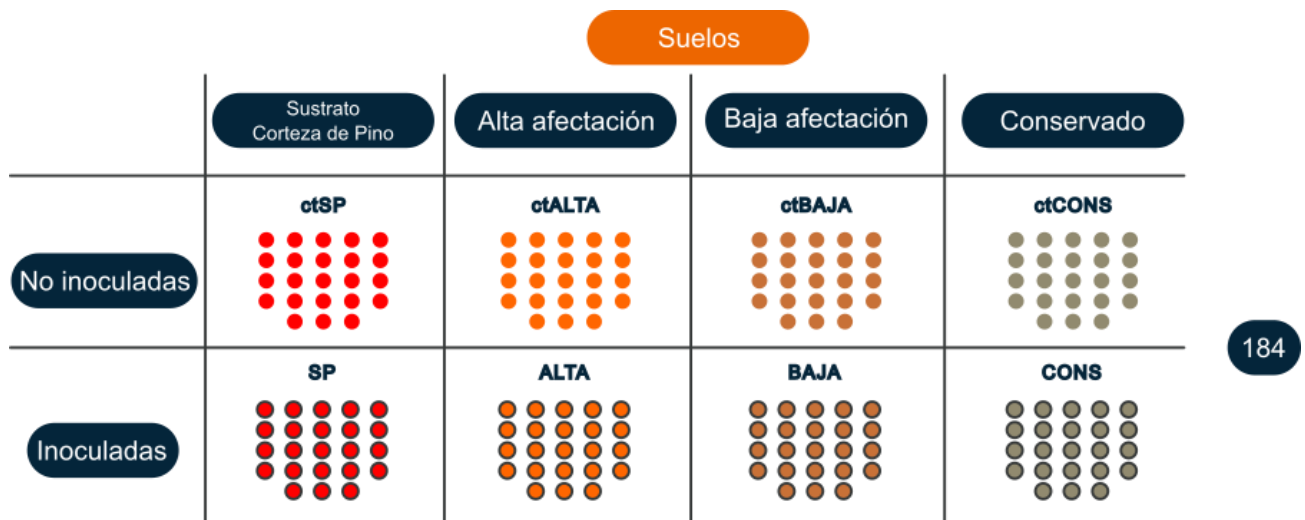 Suelos
Sustrato
Corteza de Pino
Alta afectación
Baja afectación
Conservado
ctSP
ctALTA
ctBAJA
ctCONS
No inoculadas
184
SP
ALTA
BAJA
CONS
Inoculadas